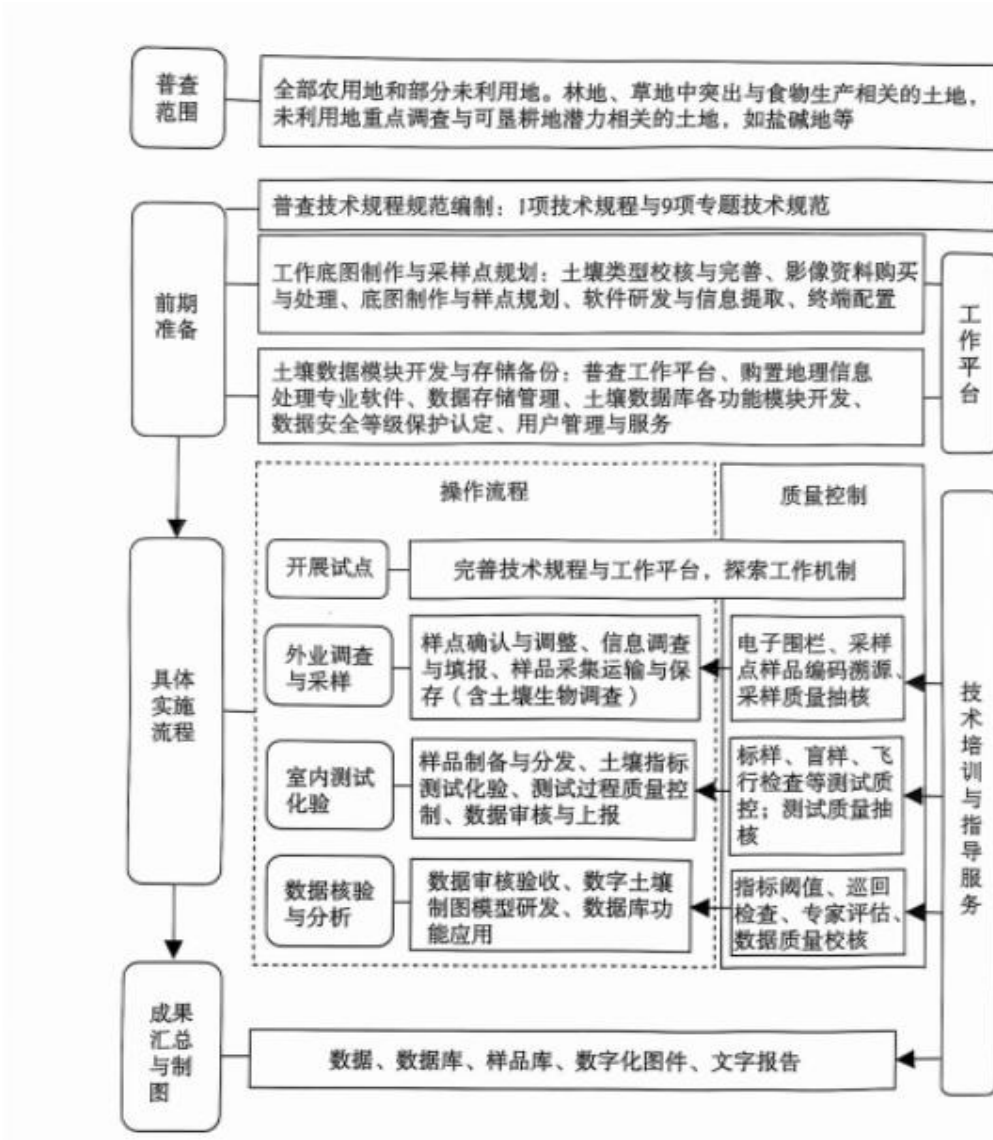 普查
范围
全部农用地和部分未利用地。林地、草地中突出与食物生产相关的土地，
未利用地重点调查与可垦耕地潜力相关的土地，如盐碱地等
前期
准备
普查技术规程规范编制：1项技术规程与9项专题技术规范
工作底图制作与采样点规划：土壤类型校核与完善、影像资料购买
与处理、底图制作与样点规划、软件研发与信息提取、终端配置
土壤数据模块开发与存储备份：普查工作平台、购置地理信息
处理专业软件、数据存储管理、土壤数据库各功能模块开发、
数据安全等级保护认定、用户管理与服务
工
作
平
台
具体
实施
流程
操作流程
质量控制
开展试点
完善技术规程与工作平台，探索工作机制
外业调查
与采样
样点确认与调整、信息调查
与填报、样品采集运输与保
存（含土壤生物调查）
电子围栏、采样
点样品编码溯源、
采样质量抽核
室内测试
化验
样品制备与分发、土壤指标
测试化验、测试过程质量控
制、数据审核与上报
标样、盲样、飞
行检查等测试质
控；测试质量抽
核
数据核验
与分析
数据审核验收、数字土壤
制图模型研发、数据库功
能应用
指标阈值、巡回
检查、专家评估、
数据质量校核
技
术
培
训
与
指
导
服
务
成果
汇总
与制
图
数据、数据库、样品库、数字化图件、文字报告